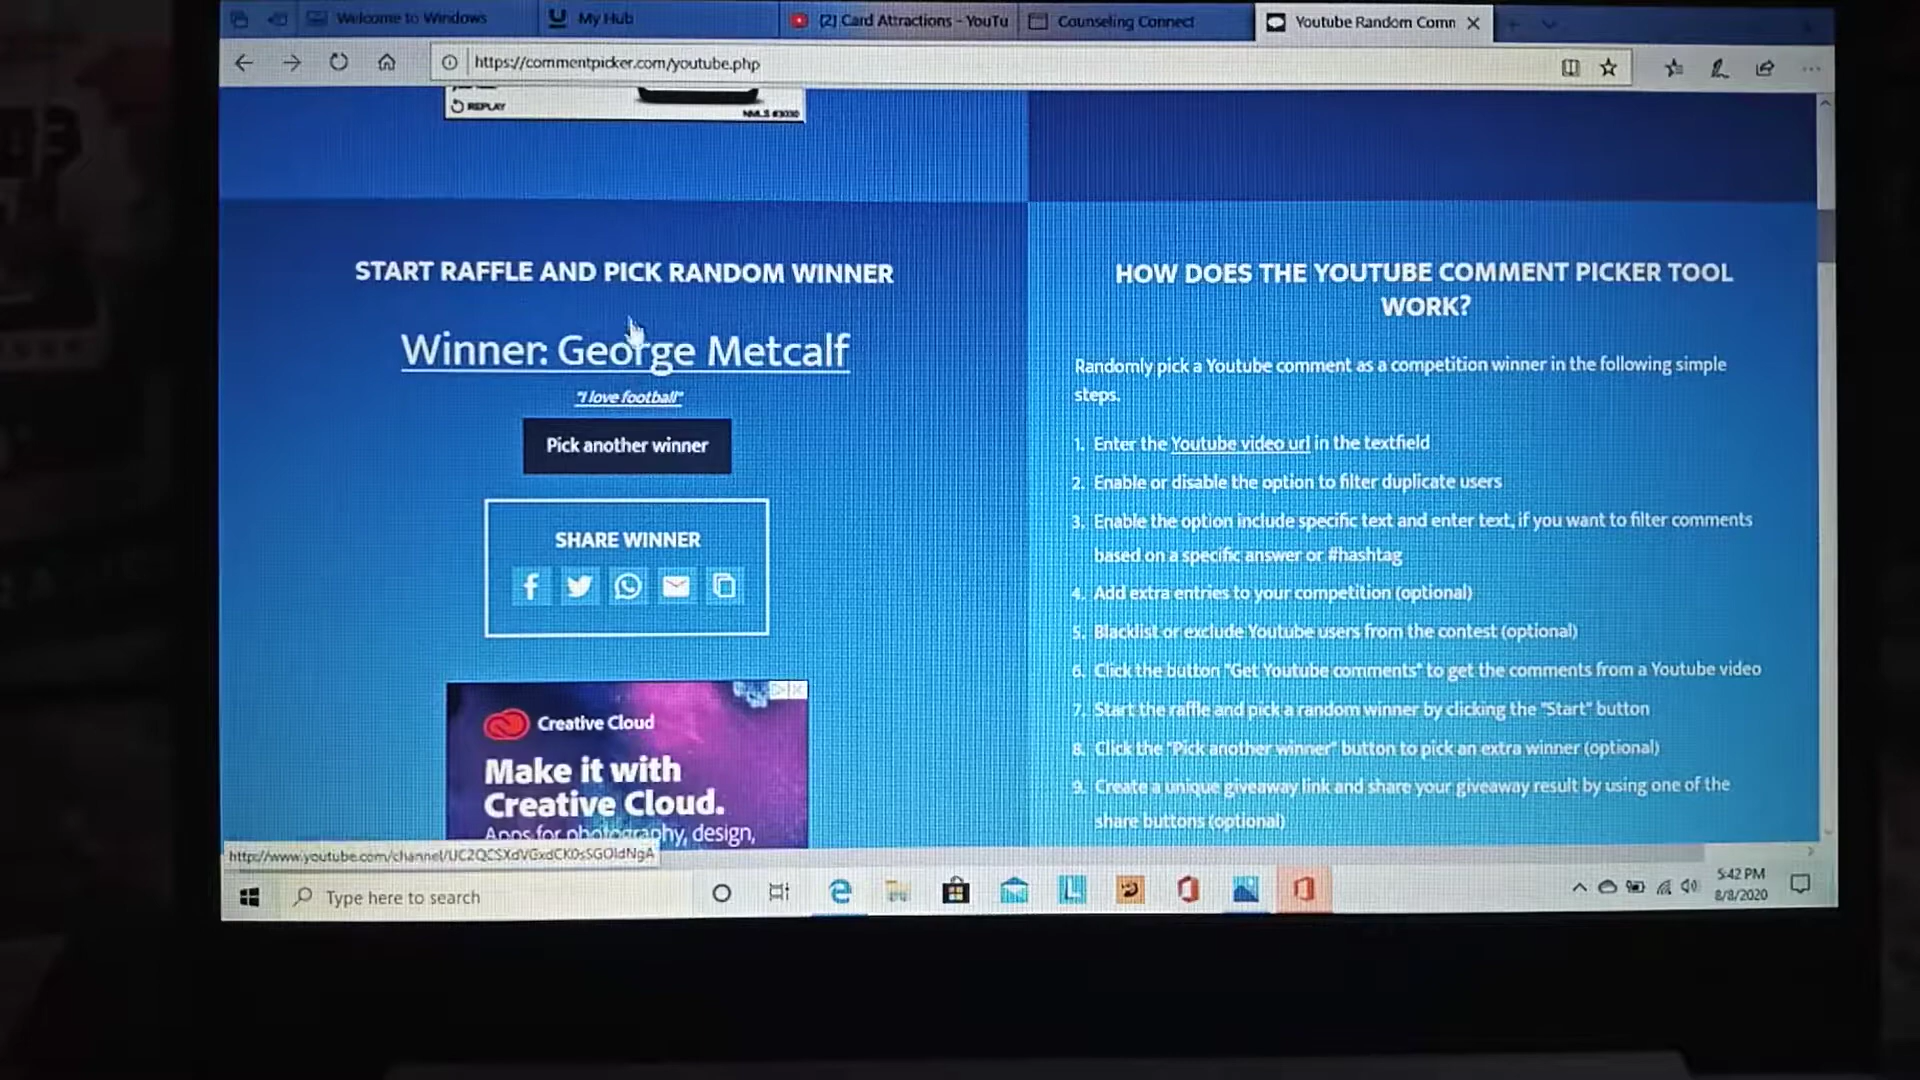 Welcome to Windows
My Hub
(2) Card Attractions - YouTu
Counseling Connect
Youtube Random Comm
https://commentpicker.com/youtube.php
REPLAY
NMLS #3030
START RAFFLE AND PICK RANDOM WINNER
Winner: George Metcalf
"I love football"
Pick another winner
SHARE WINNER
Creative Cloud
Make it with
Creative Cloud.
Apps for photography, design,
HOW DOES THE YOUTUBE COMMENT PICKER TOOL
WORK?
Randomly pick a Youtube comment as a competition winner in the following simple
steps.
1. Enter the Youtube video url in the textfield
2. Enable or disable the option to filter duplicate users
3. Enable the option include specific text and enter text, if you want to filter comments
based on a specific answer or #hashtag
4. Add extra entries to your competition (optional)
5. Blacklist or exclude Youtube users from the contest (optional)
6. Click the button "Get Youtube comments" to get the comments from a Youtube video
7. Start the raffle and pick a random winner by clicking the "Start" button
8. Click the "Pick another winner" button to pick an extra winner (optional)
9. Create a unique giveaway link and share your giveaway result by using one of the
share buttons (optional)
http://www.youtube.com/channel/UC2QCSXdVGxdCK0sSGOldNgA
Type here to search
5:42 PM
8/8/2020